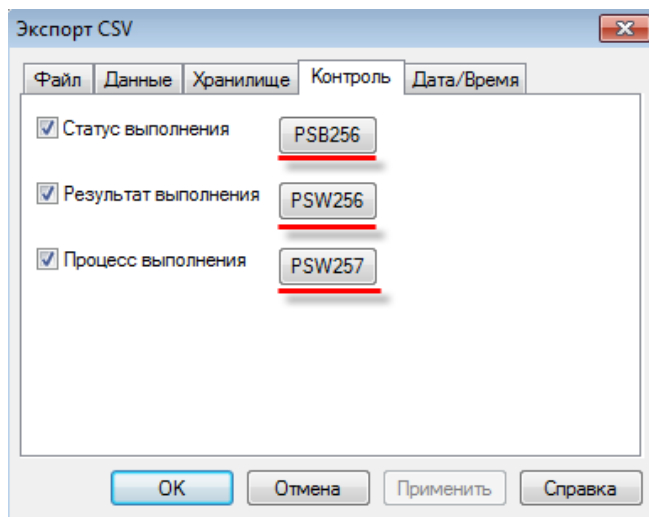 Экспорт CSV
Файл Данные Хранилище Контроль Дата/Время
Статус выполнения PSB256
Результат выполнения PSW256
Процесс выполнения PSW257
OK Отмена Применить Справка